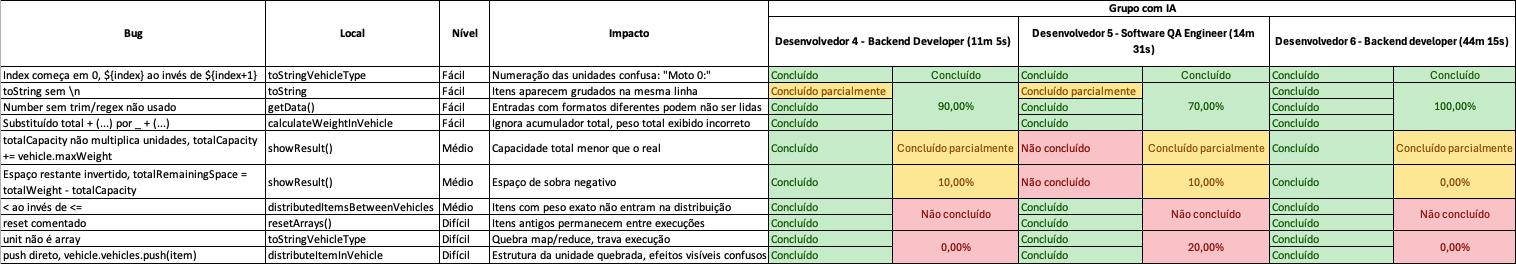 Grupo com IA
Bug Local Nível Impacto Desenvolvedor 4 - Backend Developer (11m 5s) Desenvolvedor 5 - Software QA Engineer (14m
31s) Desenvolvedor 6 - Backend developer (44m 15s)
Index começa em 0, ${index} ao invés de ${index+1} toStringVehicleType Fácil Numeração das unidades confusa: "Moto 0:" Concluído Concluído Concluído Concluído Concluído Concluído
toString sem \n toString Fácil Itens aparecem grudados na mesma linha Concluído parcialmente Concluído parcialmente Concluído
Number sem trim/regex não usado getData() Fácil Entradas com formatos diferentes podem não ser lidas Concluído 90,00% Concluído 70,00% Concluído 100,00%
Substituído total + (...) por _ + (...) calculateWeightInVehicle Fácil Ignora acumulador total, peso total exibido incorreto Concluído Concluído Concluído
totalCapacity não multiplica unidades, totalCapacity
+= vehicle.maxWeight showResult() Médio Capacidade total menor que o real Concluído Concluído parcialmente Não concluído Concluído parcialmente Concluído Concluído parcialmente
Espaço restante invertido, totalRemainingSpace =
totalWeight - totalCapacity showResult() Médio Espaço de sobra negativo Concluído 10,00% Não concluído 10,00% Concluído 0,00%
< ao invés de <= distributedItemsBetweenVehicles Médio Itens com peso exato não entram na distribuição Concluído Não concluído Concluído Não concluído Concluído Não concluído
reset comentado resetArrays() Difícil Itens antigos permanecem entre execuções Concluído Concluído Concluído
unit não é array toStringVehicleType Difícil Quebra map/reduce, trava execução Concluído 0,00% Concluído 20,00% Concluído 0,00%
push direto, vehicle.vehicles.push(item) distributeItemInVehicle Difícil Estrutura da unidade quebrada, efeitos visíveis confusos Concluído Concluído Concluído